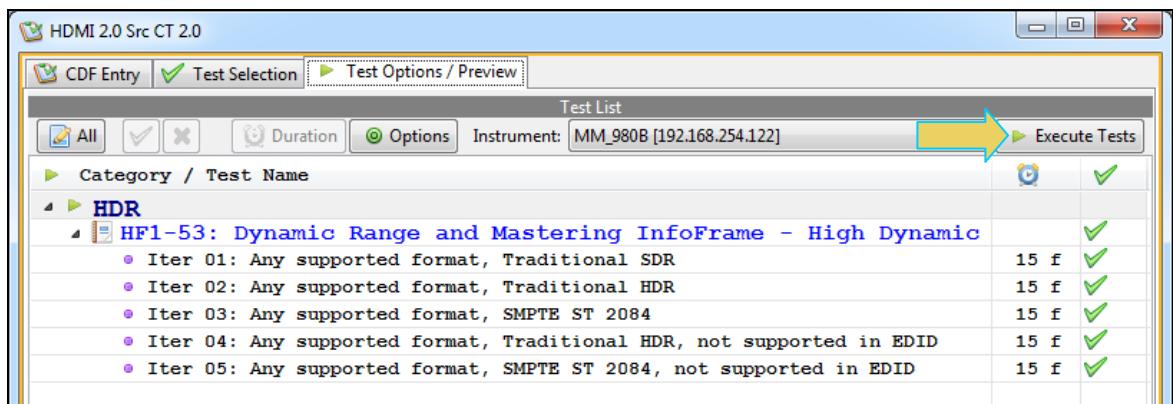 HDMI 2.0 Src CT 2.0
CDF Entry Test Selection Test Options / Preview
Test List
All Duration Options Instrument: MM_980B [192.168.254.122] Execute Tests
Category / Test Name
HDR
HF1-53: Dynamic Range and Mastering InfoFrame - High Dynamic
Iter 01: Any supported format, Traditional SDR 15 f
Iter 02: Any supported format, Traditional HDR 15 f
Iter 03: Any supported format, SMPTE ST 2084 15 f
Iter 04: Any supported format, Traditional HDR, not supported in EDID 15 f
Iter 05: Any supported format, SMPTE ST 2084, not supported in EDID 15 f